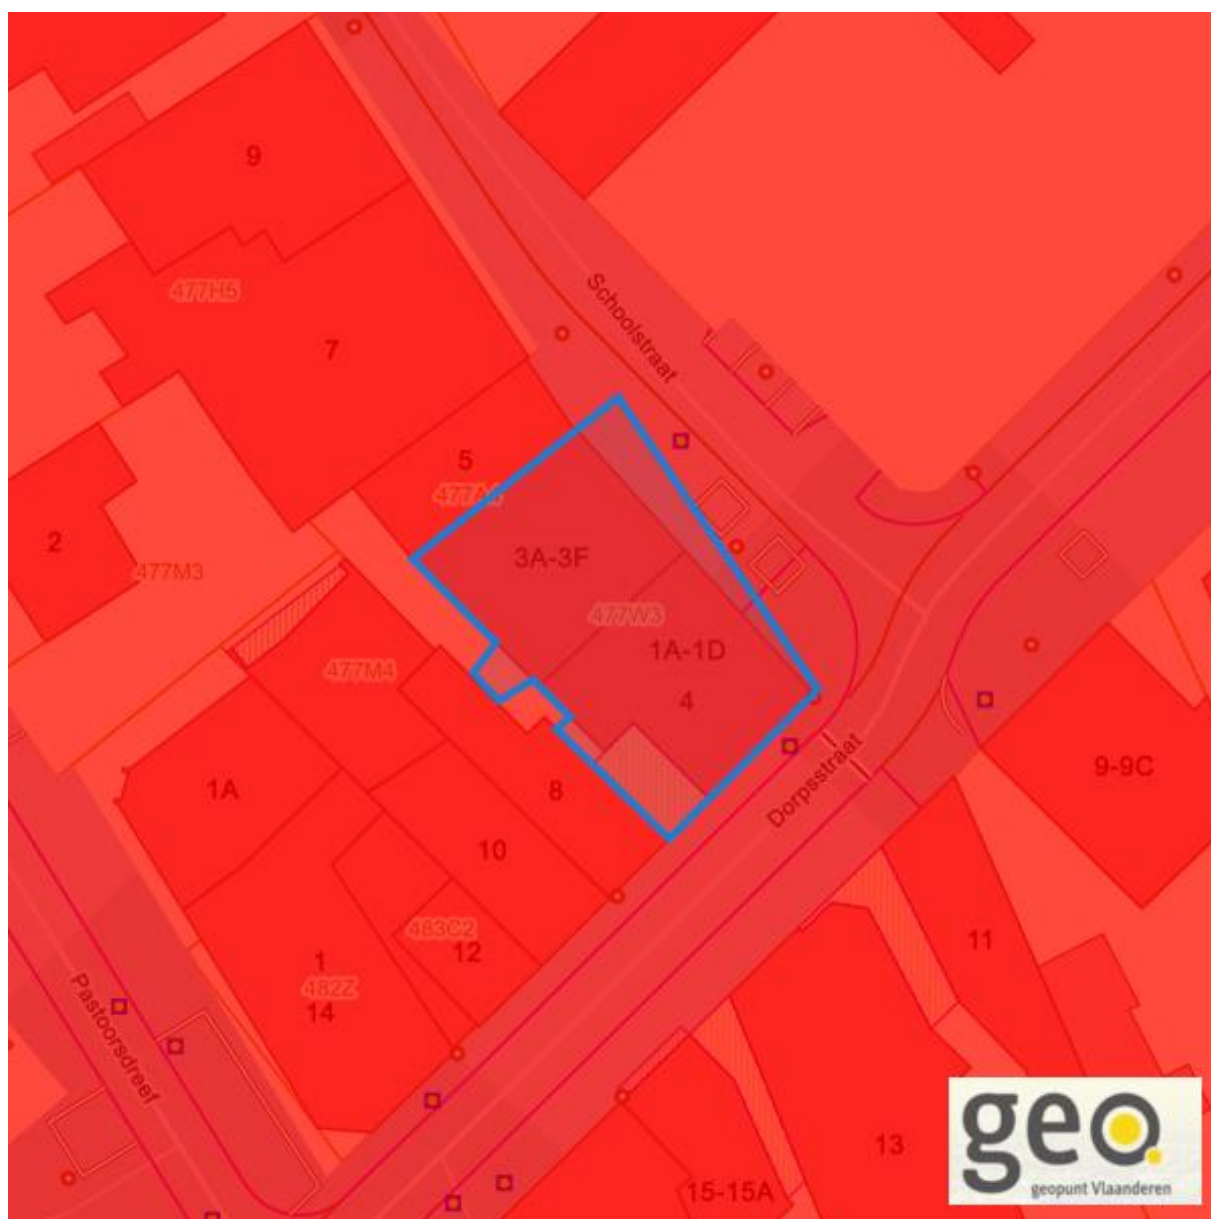 9
477H5
7
Schoolstraat
5
2
477M3
3A-3F
477W3
1A-1D
4
477M4
1A
8
Dorpsstraat
9-9C
10
483C2
12
11
1
482Z
14
Pastoorsdreef
13
15-15A
geo
geopunt Vlaanderen